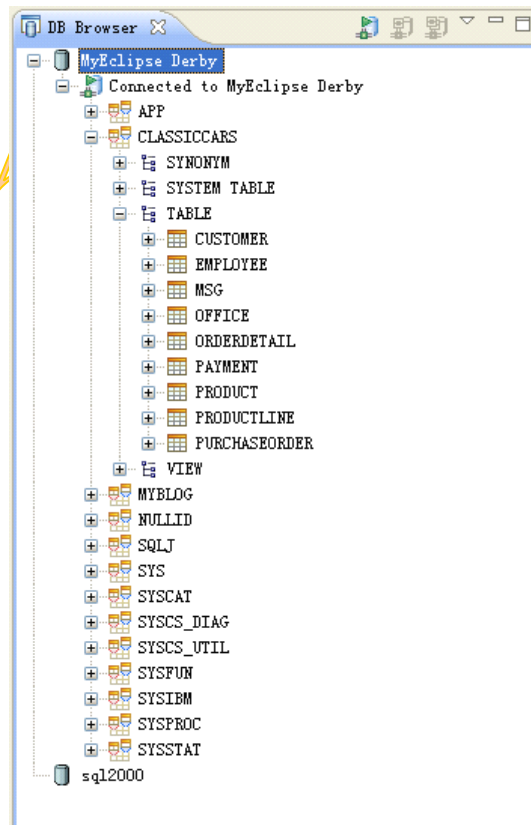 DB Browser
MyEclipse Derby
Connected to MyEclipse Derby
APP
CLASSICCARS
SYNONYM
SYSTEM TABLE
TABLE
CUSTOMER
EMPLOYEE
MSG
OFFICE
ORDERDETAIL
PAYMENT
PRODUCT
PRODUCTLINE
PURCHASEORDER
VIEW
MYBLOG
NULLID
SQLJ
SYS
SYSCAT
SYSCS_DIAG
SYSCS_UTIL
SYSFUN
SYSIBM
SYSPROC
SYSSTAT
sql2000